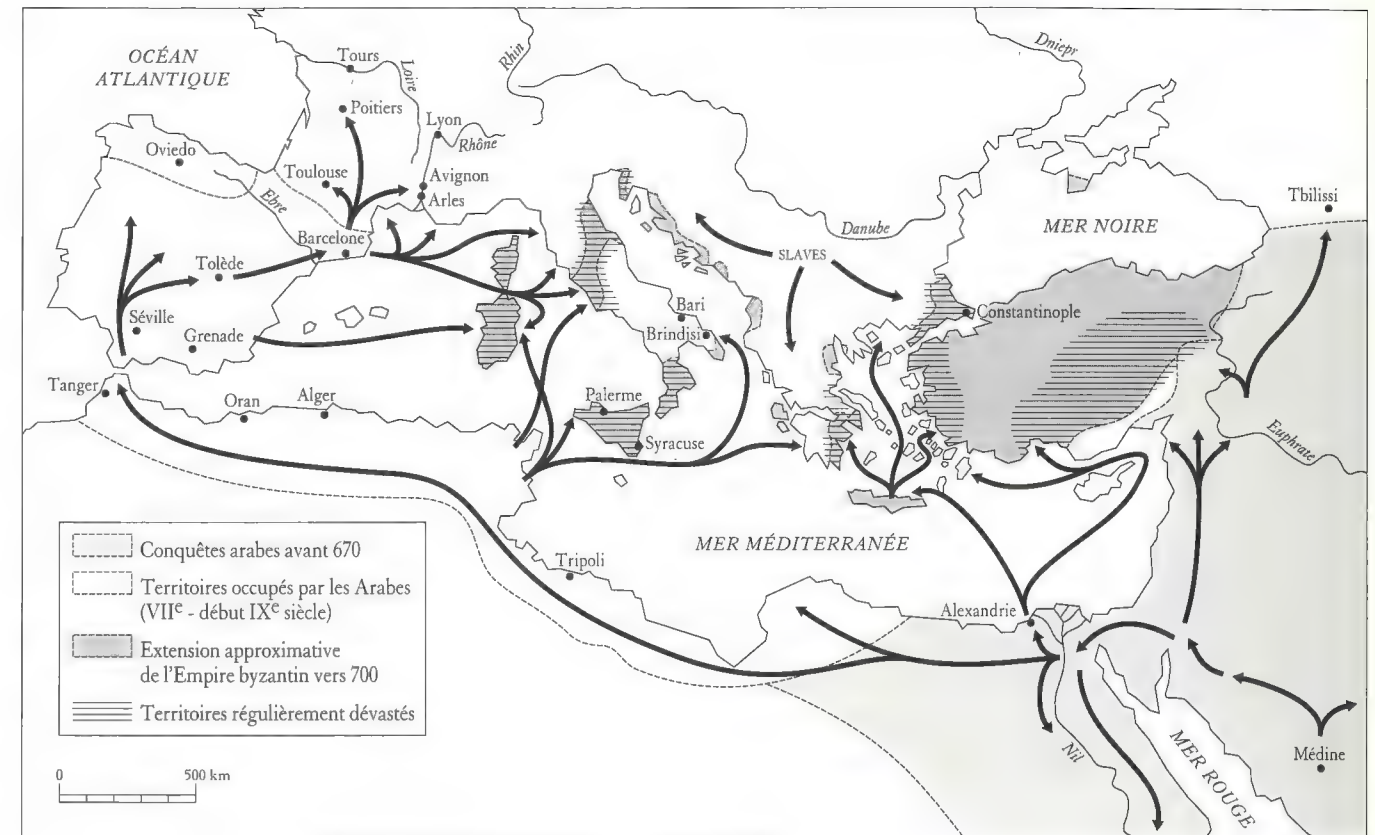 OCÉAN
ATLANTIQUE
Tours
Loire
Rhin
Dnieps
Poitiers
Lyon
Rhône
Oviedo
Toulouse
Avignon
Arles
Ebre
Barcelone
Tolède
Séville
Grenade
Danube
SLAVES
MER NOIRE
Tbilissi
Bari
Brindisi
Constantinople
Tanger
Oran
Alger
Palerme
Syracuse
Euphrate
MER MÉDITERRANÉE
Tripoli
Alexandrie
Nil
MER ROUGE
Médine
Conquêtes arabes avant 670
Territoires occupés par les Arabes
(VIIe - début IXe siècle)
Extension approximative
de l'Empire byzantin vers 700
Territoires régulièrement dévastés
0 500 km